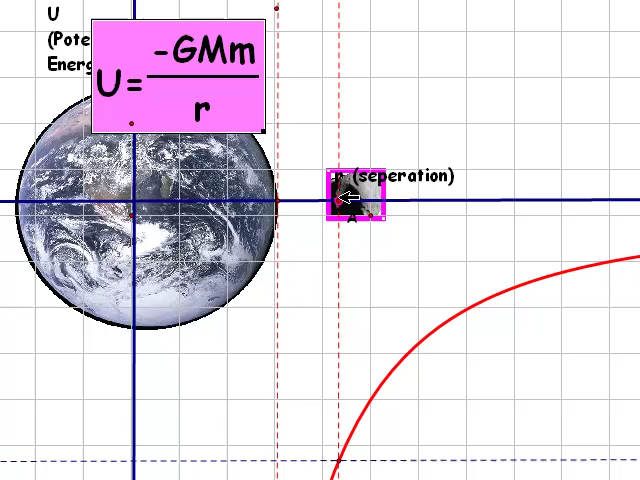 U
(Pote
Energ
U = -GMm
r
r (seperation)
A